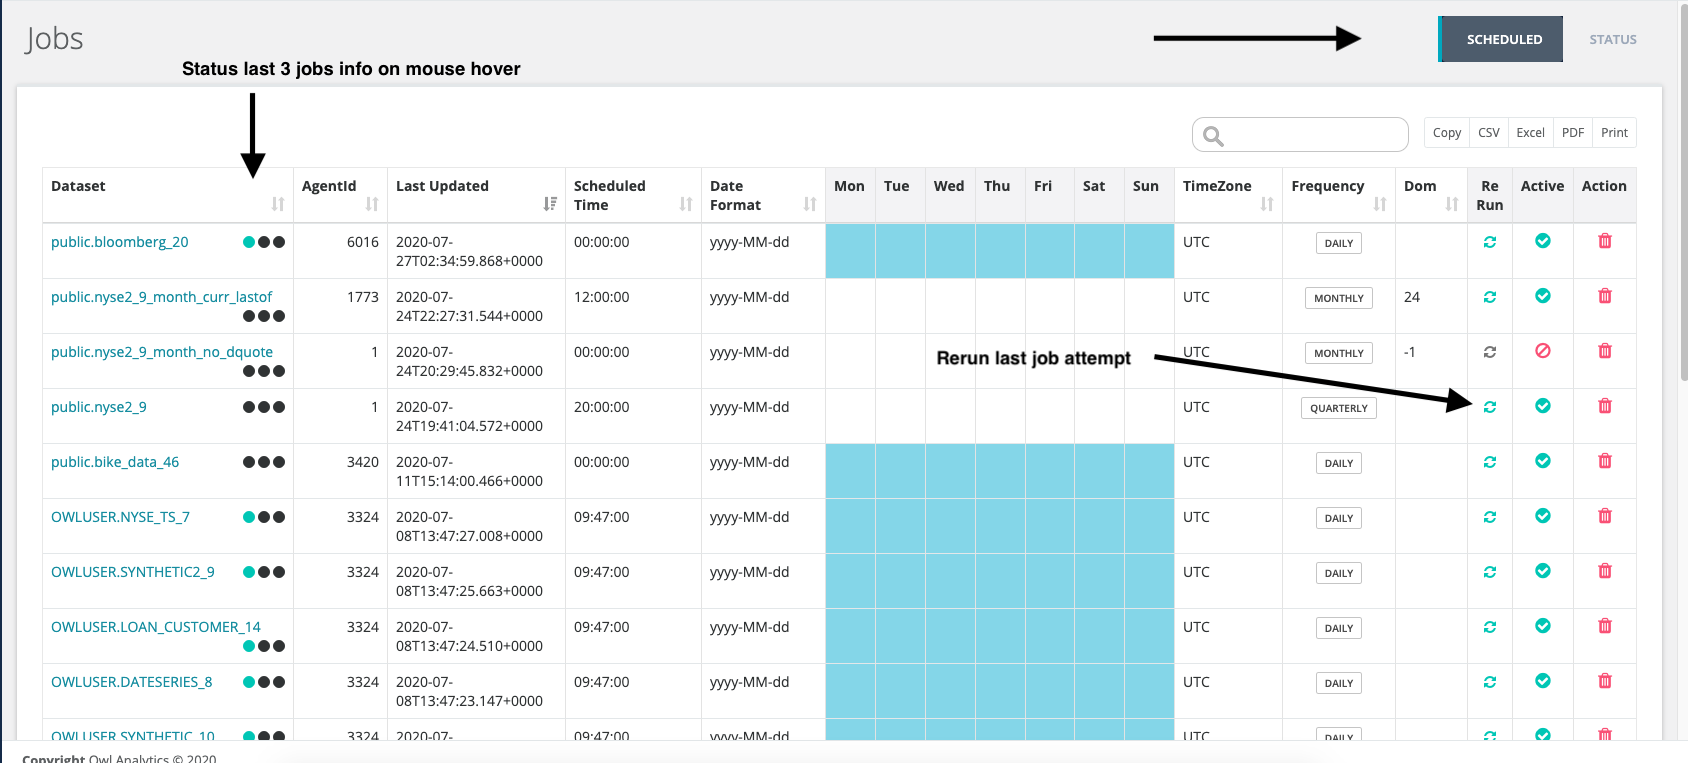 Jobs
SCHEDULED STATUS
Status last 3 jobs info on mouse hover
Copy CSV Excel PDF Print
Dataset AgentId Last Updated Scheduled Time Date Format Mon Tue Wed Thu Fri Sat Sun TimeZone Frequency Dom Re Run Active Action
public.bloomberg_20 6016 2020-07-27T02:34:59.868+0000 00:00:00 yyyy-MM-dd UTC DAILY
public.nyse2_9_month_curr_lastof 1773 2020-07-24T22:27:31.544+0000 12:00:00 yyyy-MM-dd UTC MONTHLY 24
public.nyse2_9_month_no_dquote 1 2020-07-24T20:29:45.832+0000 00:00:00 yyyy-MM-dd UTC MONTHLY -1
Rerun last job attempt
public.nyse2_9 1 2020-07-24T19:41:04.572+0000 20:00:00 yyyy-MM-dd UTC QUARTERLY
public.bike_data_46 3420 2020-07-11T15:14:00.466+0000 00:00:00 yyyy-MM-dd UTC DAILY
OWLUSER.NYSE_TS_7 3324 2020-07-08T13:47:27.008+0000 09:47:00 yyyy-MM-dd UTC DAILY
OWLUSER.SYNTHETIC2_9 3324 2020-07-08T13:47:25.663+0000 09:47:00 yyyy-MM-dd UTC DAILY
OWLUSER.LOAN_CUSTOMER_14 3324 2020-07-08T13:47:24.510+0000 09:47:00 yyyy-MM-dd UTC DAILY
OWLUSER.DATESERIES_8 3324 2020-07-08T13:47:23.147+0000 09:47:00 yyyy-MM-dd UTC DAILY
OWLUSER.SYNTHETIC_10 3324 2020-07- 09:47:00 yyyy-MM-dd UTC DAILY
Copyright Owl Analytics © 2020